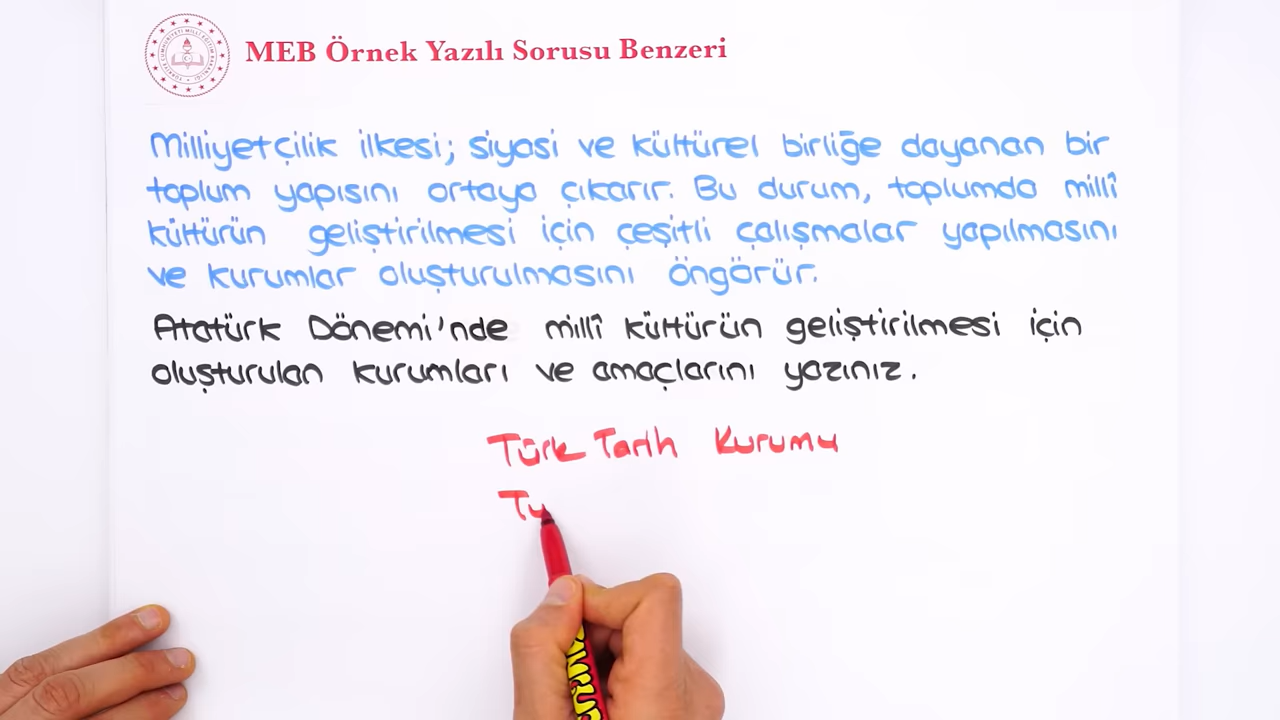 MEB Örnek Yazılı Sorusu Benzeri
Milliyetçilik ilkesi; siyasi ve kültürel birliğe dayanan bir
toplum yapısını ortaya çıkarır. Bu durum, toplumda millî
kültürün geliştirilmesi için çeşitli çalışmalar yapılmasını
ve kurumlar oluşturulmasını öngörür.
Atatürk Dönemi'nde millî kültürün geliştirilmesi için
oluşturulan kurumları ve amaçlarını yazınız.
Türk Tarih Kurumu
Tu